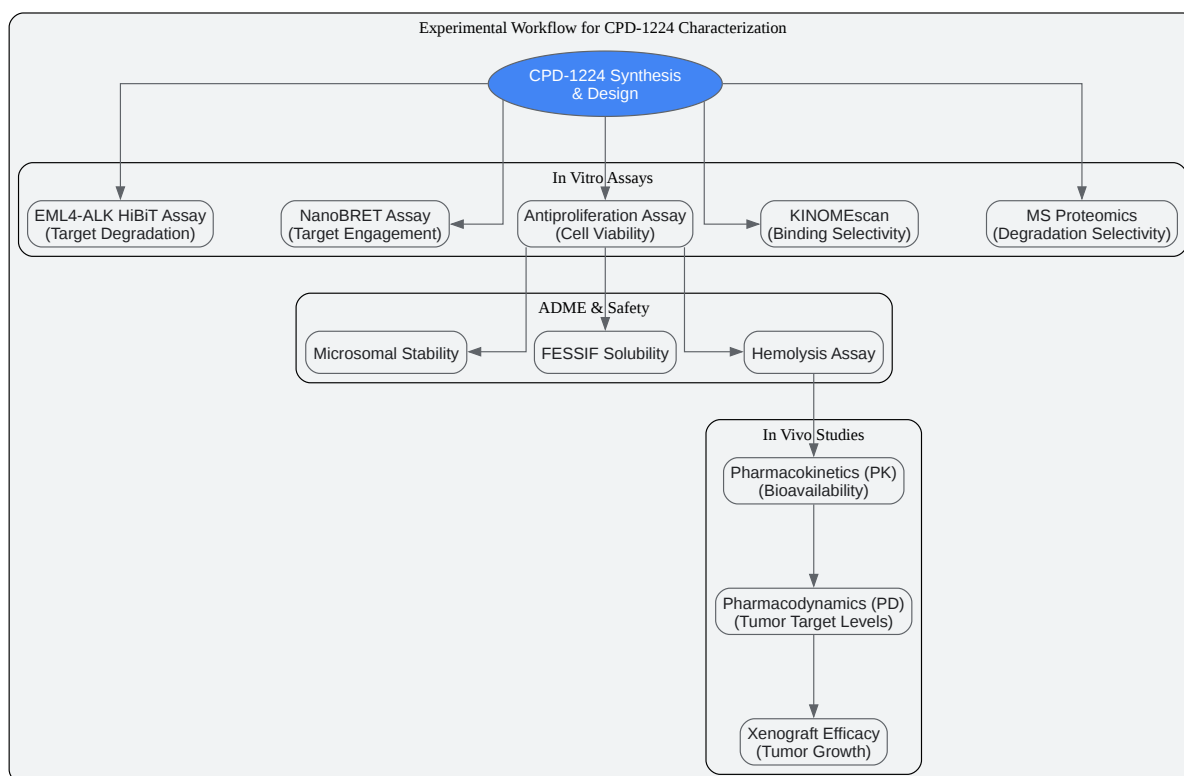 Experimental Workflow for CPD-1224 Characterization
CPD-1224 Synthesis
& Design
In Vitro Assays
EML4-ALK HiBiT Assay
(Target Degradation)
NanoBRET Assay
(Target Engagement)
Antiproliferation Assay
(Cell Viability)
KINOMEscan
(Binding Selectivity)
MS Proteomics
(Degradation Selectivity)
ADME & Safety
Microsomal Stability
FESSIF Solubility
Hemolysis Assay
In Vivo Studies
Pharmacokinetics (PK)
(Bioavailability)
Pharmacodynamics (PD)
(Tumor Target Levels)
Xenograft Efficacy
(Tumor Growth)